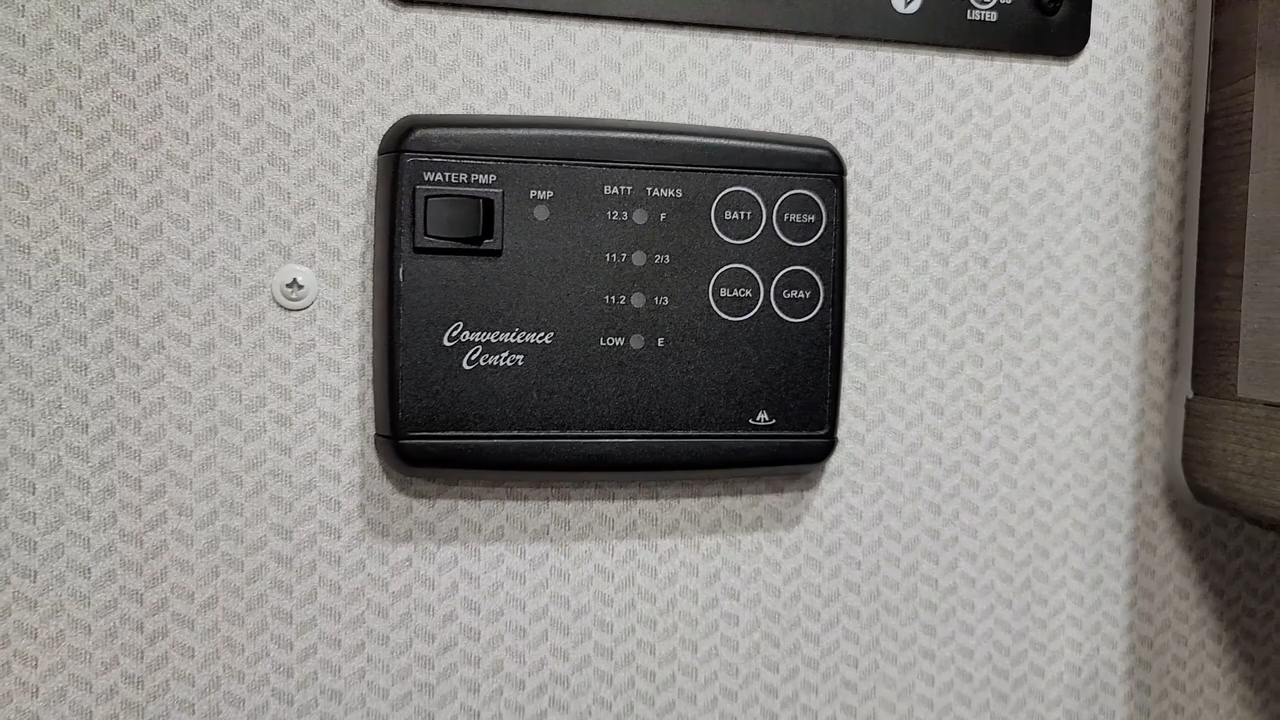 LISTED
WATER PMP
PMP
BATT TANKS
12.3 F
11.7 2/3
11.2 1/3
LOW E
BATT
FRESH
BLACK
GRAY
Convenience
Center